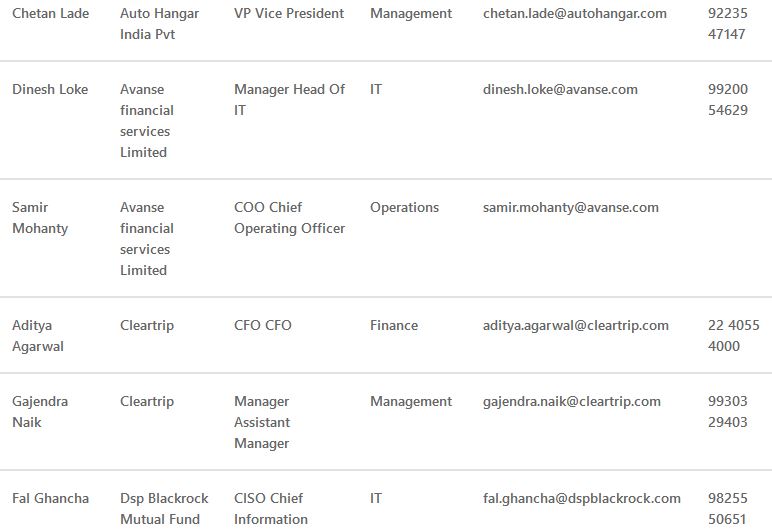 Chetan Lade Auto Hangar VP Vice President Management chetan.lade@autohangar.com 92235
India Pvt 47147
Dinesh Loke Avanse Manager Head Of IT dinesh.loke@avanse.com 99200
financial IT 54629
services
Limited
Samir Avanse COO Chief Operations samir.mohanty@avanse.com
Mohanty financial Operating Officer
services
Limited
Aditya Cleartrip CFO CFO Finance aditya.agarwal@cleartrip.com 22 4055
Agarwal 4000
Gajendra Cleartrip Manager Management gajendra.naik@cleartrip.com 99303
Naik Assistant 29403
Manager
Fal Ghancha Dsp Blackrock CISO Chief IT fal.ghancha@dspblackrock.com 98255
Mutual Fund Information 50651